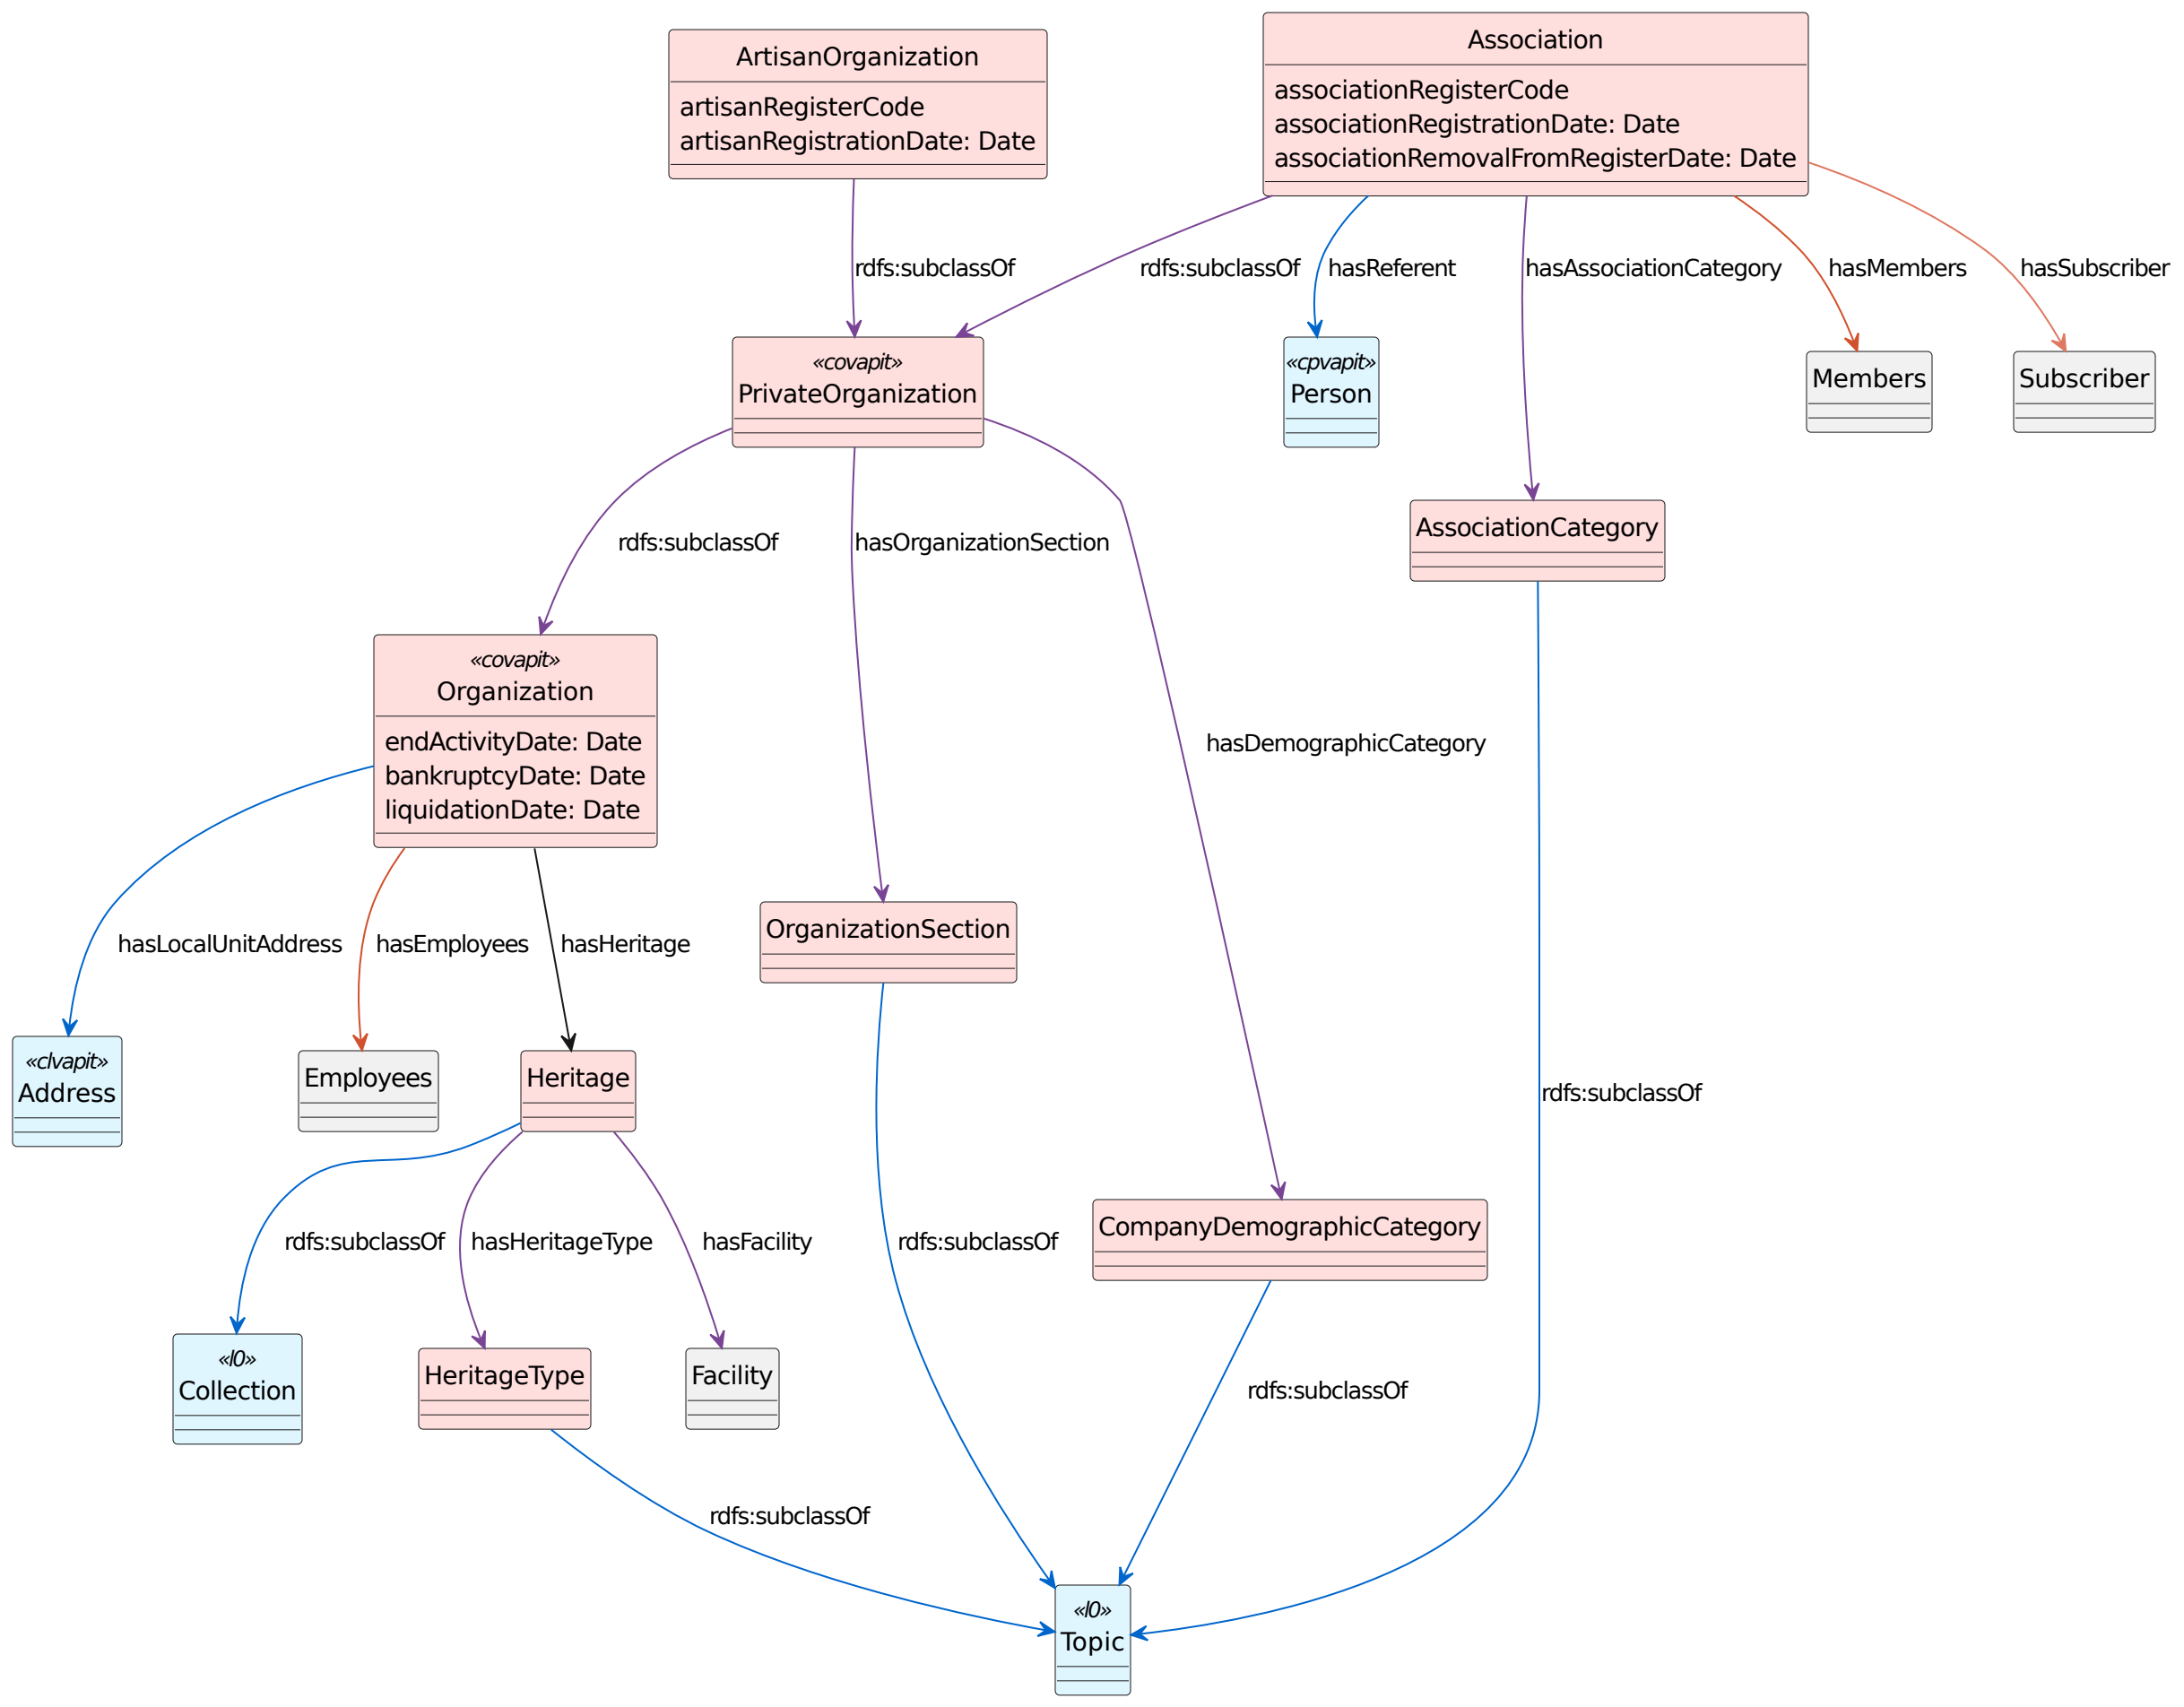 ArtisanOrganization
artisanRegisterCode
artisanRegistrationDate: Date
Association
associationRegisterCode
associationRegistrationDate: Date
associationRemovalFromRegisterDate: Date
rdfs:subclassOf
rdfs:subclassOf
hasReferent
hasAssociationCategory
hasMembers
hasSubscriber
«covapit»
PrivateOrganization
«cpvapit»
Person
Members
Subscriber
AssociationCategory
rdfs:subclassOf
hasOrganizationSection
«covapit»
Organization
endActivityDate: Date
bankruptcyDate: Date
liquidationDate: Date
hasDemographicCategory
OrganizationSection
hasLocalUnitAddress
hasEmployees
hasHeritage
«clvapit»
Address
Employees
Heritage
rdfs:subclassOf
CompanyDemographicCategory
rdfs:subclassOf
hasHeritageType
hasFacility
rdfs:subclassOf
«l0»
Collection
HeritageType
Facility
rdfs:subclassOf
rdfs:subclassOf
«l0»
Topic